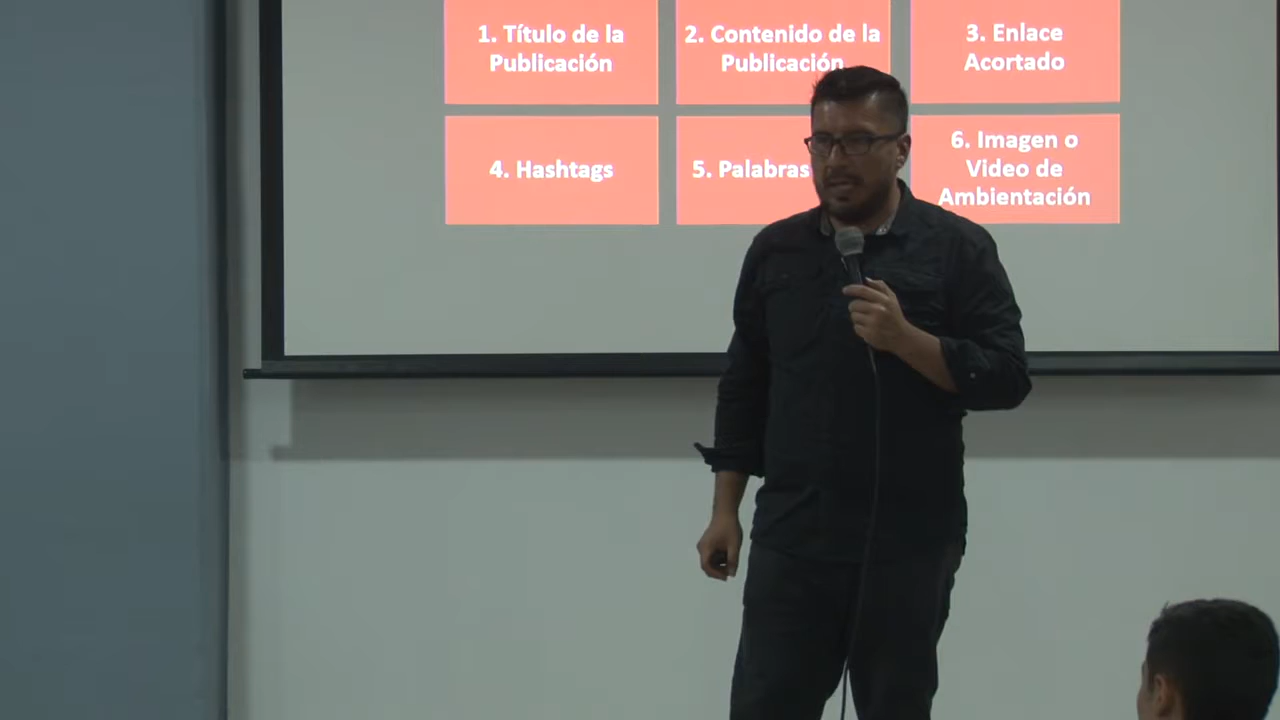 1. Título de la
Publicación
2. Contenido de la
Publicación
3. Enlace
Acortado
4. Hashtags
5. Palabras
6. Imagen o
Video de
Ambientación